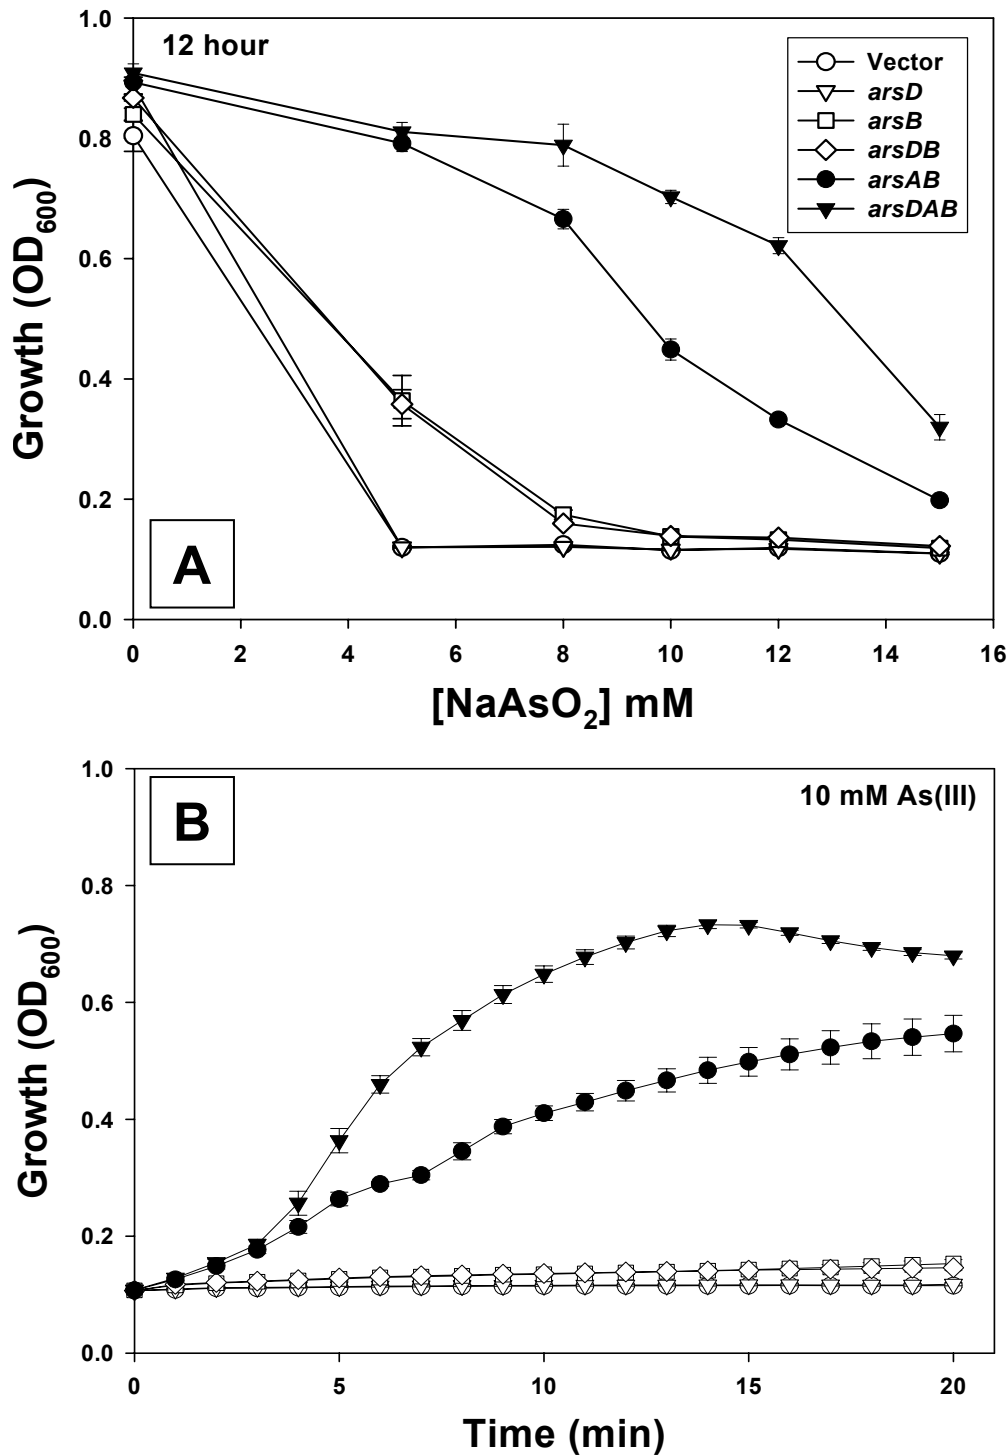 12 hour
Vector
arsD
arsB
arsDB
arsAB
arsDAB
1.0
0.8
0.6
0.4
0.2
0.0
Growth (OD600)
A
0 2 4 6 8 10 12 14 16
[NaAsO2] mM
B
10 mM As(III)
1.0
0.8
0.6
0.4
0.2
0.0
Growth (OD600)
0 5 10 15 20
Time (min)